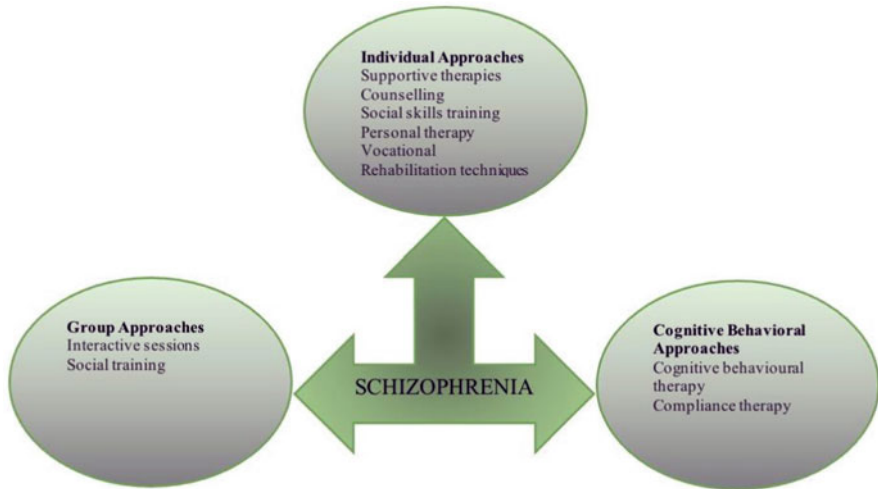 Individual Approaches
Supportive therapies
Counselling
Social skills training
Personal therapy
Vocational
Rehabilitation techniques
Group Approaches
Interactive sessions
Social training
SCHIZOPHRENIA
Cognitive Behavioral
Approaches
Cognitive behavioural
therapy
Compliance therapy